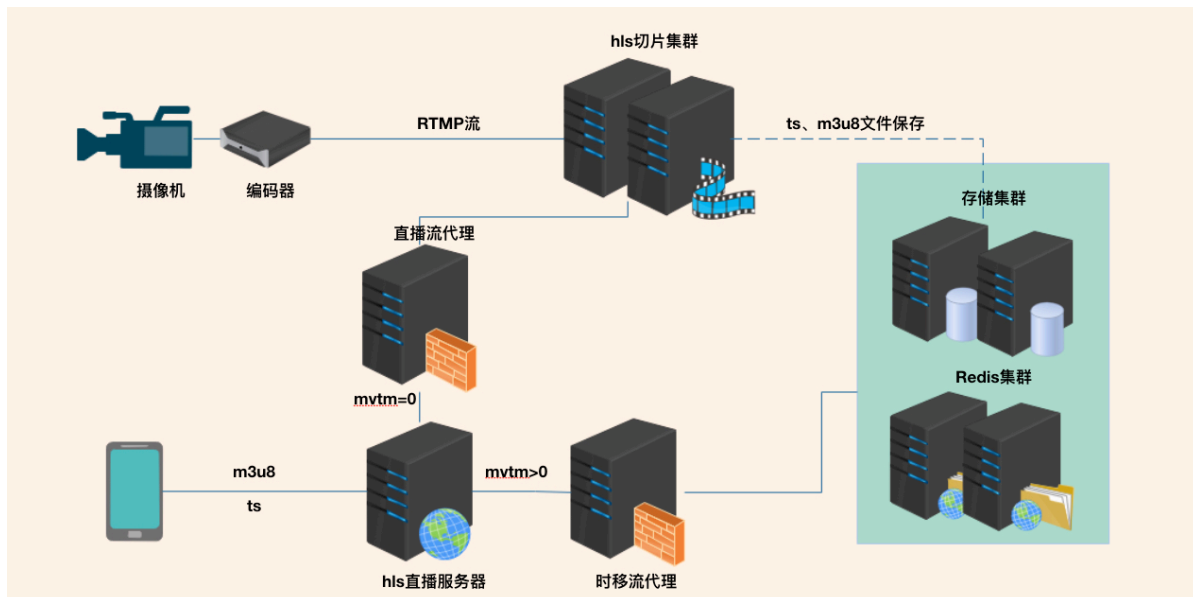 hls切片集群
RTMP流
ts、m3u8文件保存
摄像机
编码器
存储集群
直播流代理
Redis集群
mvtm=0
m3u8
mvtm>0
ts
hls直播服务器
时移流代理